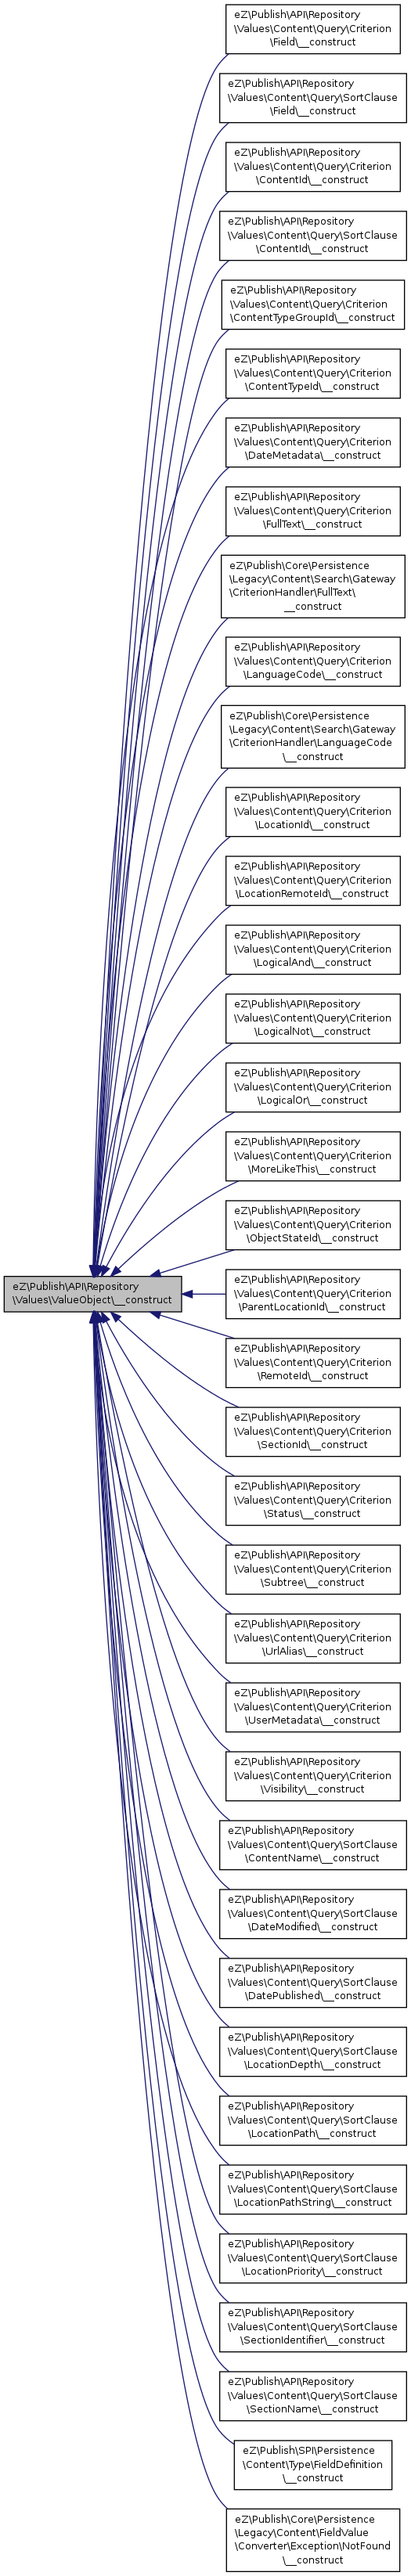 eZ\Publish\API\Repository
\Values\Content\Query\Criterion
\Field\__construct
eZ\Publish\API\Repository
\Values\Content\Query\SortClause
\Field\__construct
eZ\Publish\API\Repository
\Values\Content\Query\Criterion
\ContentId\__construct
eZ\Publish\API\Repository
\Values\Content\Query\SortClause
\ContentId\__construct
eZ\Publish\API\Repository
\Values\Content\Query\Criterion
\ContentTypeGroupId\__construct
eZ\Publish\API\Repository
\Values\Content\Query\Criterion
\ContentTypeId\__construct
eZ\Publish\API\Repository
\Values\Content\Query\Criterion
\DateMetadata\__construct
eZ\Publish\API\Repository
\Values\Content\Query\Criterion
\FullText\__construct
eZ\Publish\Core\Persistence
\Legacy\Content\Search\Gateway
\CriterionHandler\FullText\
__construct
eZ\Publish\API\Repository
\Values\Content\Query\Criterion
\LanguageCode\__construct
eZ\Publish\Core\Persistence
\Legacy\Content\Search\Gateway
\CriterionHandler\LanguageCode
\__construct
eZ\Publish\API\Repository
\Values\Content\Query\Criterion
\LocationId\__construct
eZ\Publish\API\Repository
\Values\Content\Query\Criterion
\LocationRemoteId\__construct
eZ\Publish\API\Repository
\Values\Content\Query\Criterion
\LogicalAnd\__construct
eZ\Publish\API\Repository
\Values\Content\Query\Criterion
\LogicalNot\__construct
eZ\Publish\API\Repository
\Values\Content\Query\Criterion
\LogicalOr\__construct
eZ\Publish\API\Repository
\Values\Content\Query\Criterion
\MoreLikeThis\__construct
eZ\Publish\API\Repository
\Values\Content\Query\Criterion
\ObjectStateId\__construct
eZ\Publish\API\Repository
\Values\ValueObject\__construct
eZ\Publish\API\Repository
\Values\Content\Query\Criterion
\ParentLocationId\__construct
eZ\Publish\API\Repository
\Values\Content\Query\Criterion
\RemoteId\__construct
eZ\Publish\API\Repository
\Values\Content\Query\Criterion
\SectionId\__construct
eZ\Publish\API\Repository
\Values\Content\Query\Criterion
\Status\__construct
eZ\Publish\API\Repository
\Values\Content\Query\Criterion
\Subtree\__construct
eZ\Publish\API\Repository
\Values\Content\Query\Criterion
\UrlAlias\__construct
eZ\Publish\API\Repository
\Values\Content\Query\Criterion
\UserMetadata\__construct
eZ\Publish\API\Repository
\Values\Content\Query\Criterion
\Visibility\__construct
eZ\Publish\API\Repository
\Values\Content\Query\SortClause
\ContentName\__construct
eZ\Publish\API\Repository
\Values\Content\Query\SortClause
\DateModified\__construct
eZ\Publish\API\Repository
\Values\Content\Query\SortClause
\DatePublished\__construct
eZ\Publish\API\Repository
\Values\Content\Query\SortClause
\LocationDepth\__construct
eZ\Publish\API\Repository
\Values\Content\Query\SortClause
\LocationPath\__construct
eZ\Publish\API\Repository
\Values\Content\Query\SortClause
\LocationPathString\__construct
eZ\Publish\API\Repository
\Values\Content\Query\SortClause
\LocationPriority\__construct
eZ\Publish\API\Repository
\Values\Content\Query\SortClause
\SectionIdentifier\__construct
eZ\Publish\API\Repository
\Values\Content\Query\SortClause
\SectionName\__construct
eZ\Publish\SPI\Persistence
\Content\Type\FieldDefinition
\__construct
eZ\Publish\Core\Persistence
\Legacy\Content\FieldValue
\Converter\Exception\NotFound
\__construct